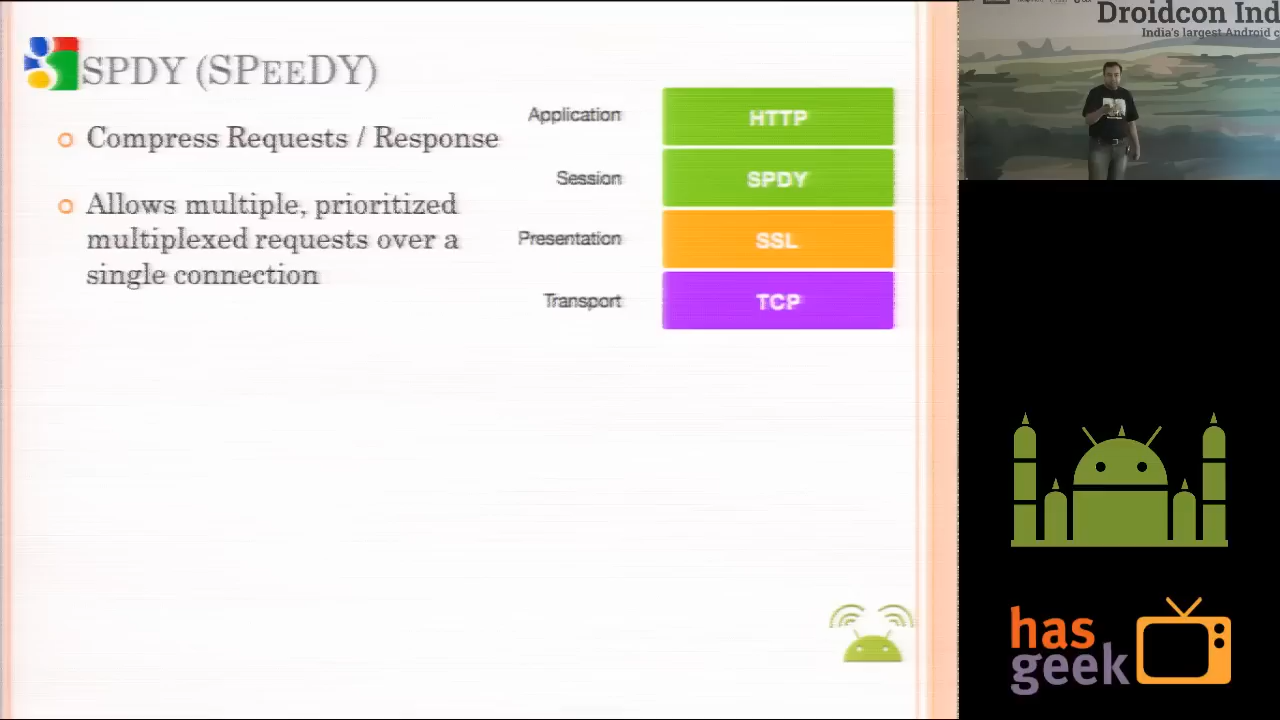 SPDY (SPEEDY)
Compress Requests / Response
Allows multiple, prioritized
multiplexed requests over a
single connection
Application
HTTP
Session
SPDY
Presentation
SSL
Transport
TCP
Droidcon Ind
India's largest Android c
has
geek